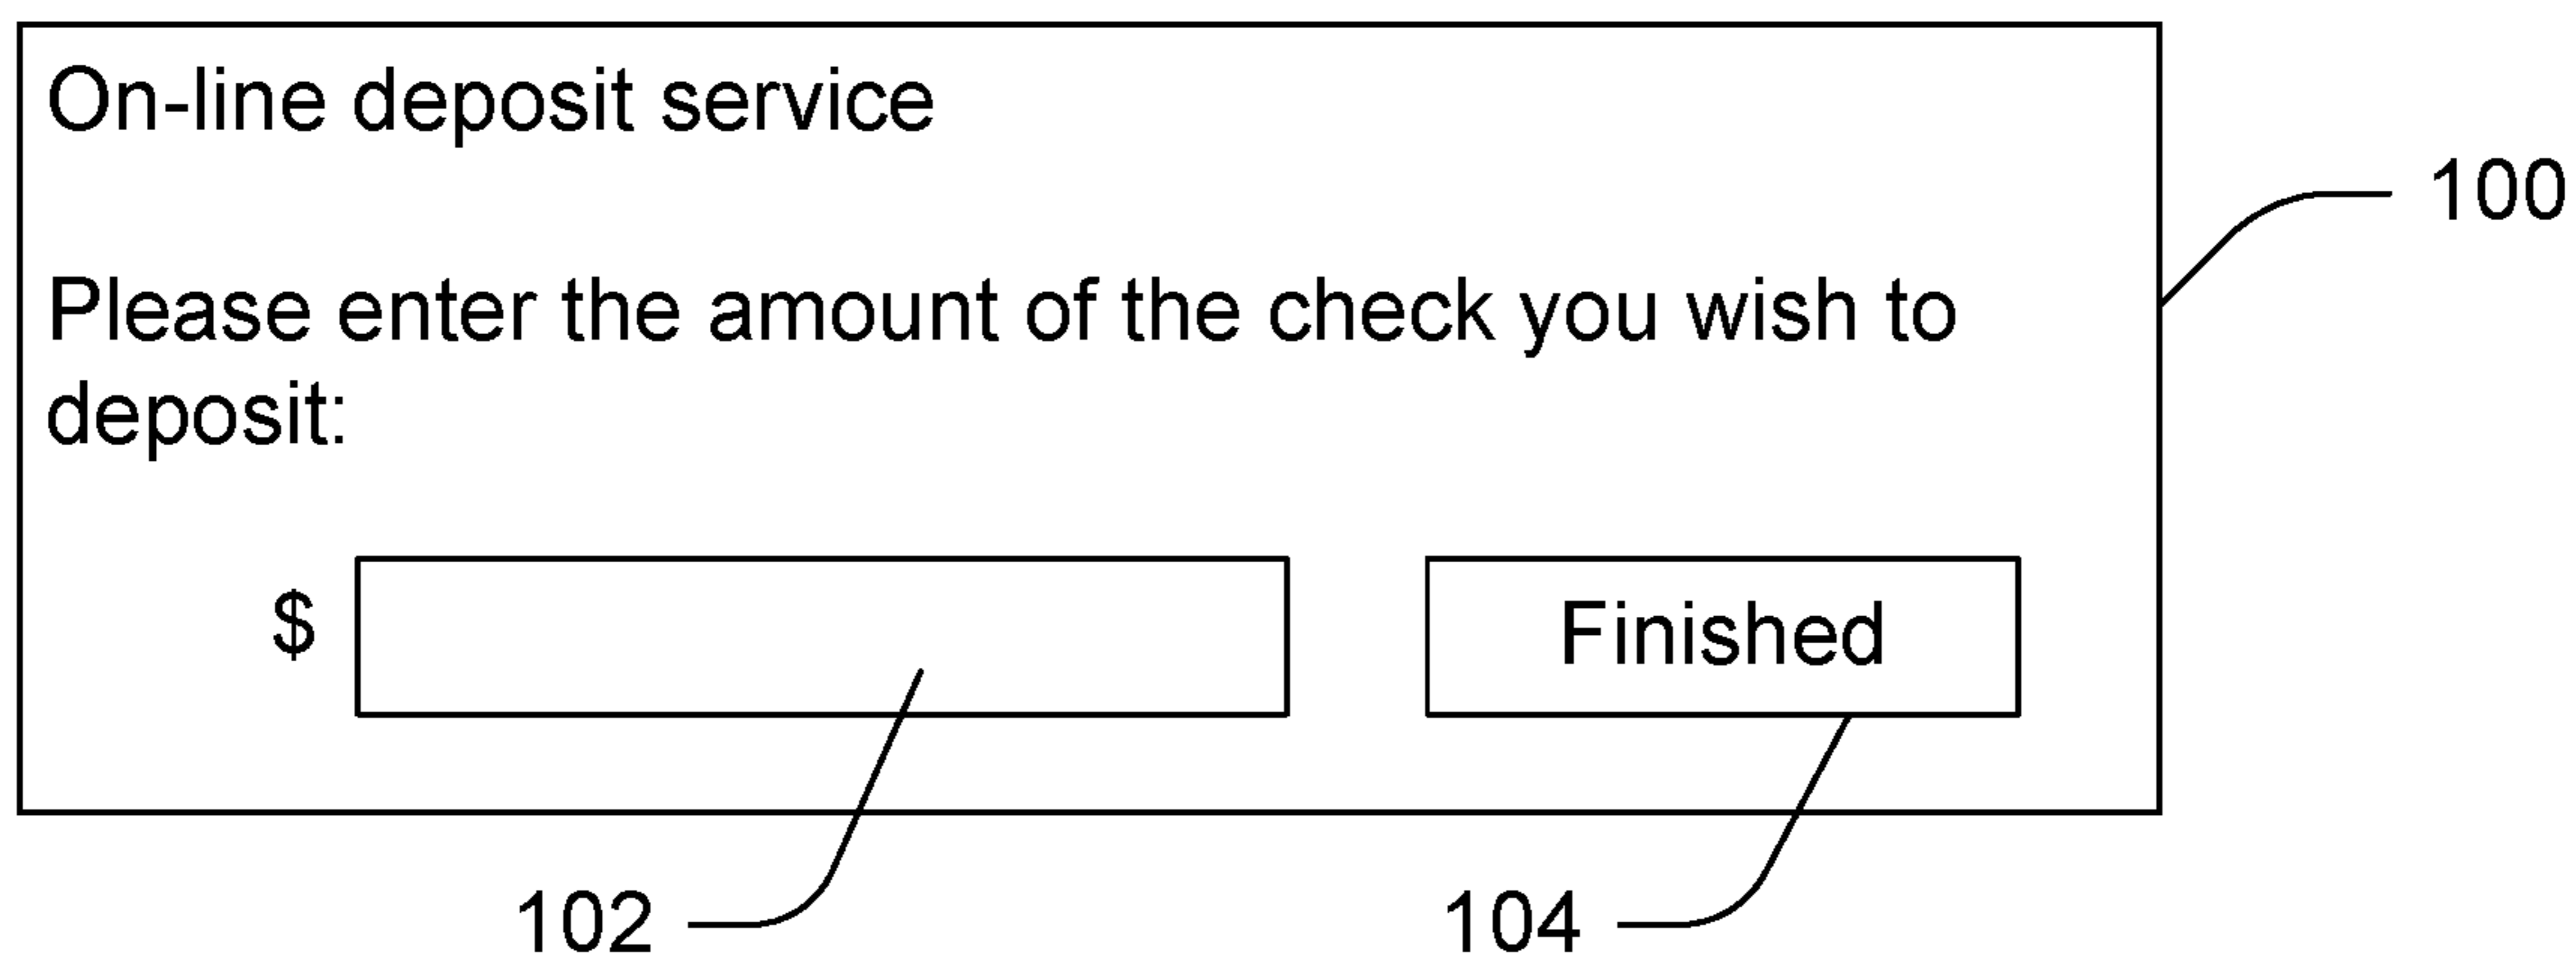 On-line deposit service
100
Please enter the amount of the check you wish to
deposit:
$
Finished
102
104